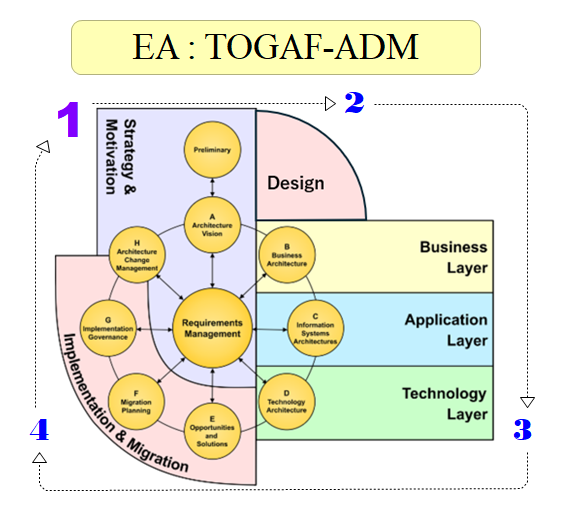 EA : TOGAF-ADM
1
2
Strategy &
Motivation
Preliminary
Design
A
Architecture
Vision
H
Architecture
Change
Management
B
Business
Architecture
Business
Layer
G
Implementation
Governance
Requirements
Management
C
Information
Systems
Architectures
Application
Layer
F
Migration
Planning
E
Opportunities
and
Solutions
D
Technology
Architecture
Technology
Layer
Implementation & Migration
4
3